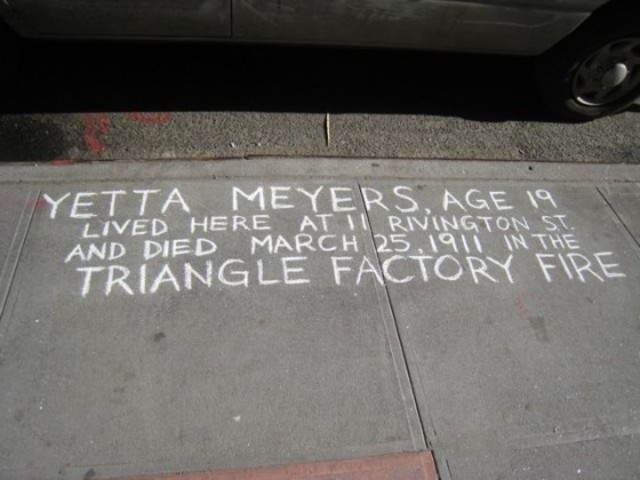 YETTA MEYERS, AGE 19
LIVED HERE AT 11 RIVINGTON ST.
AND DIED MARCH 25, 1911 IN THE
TRIANGLE FACTORY FIRE